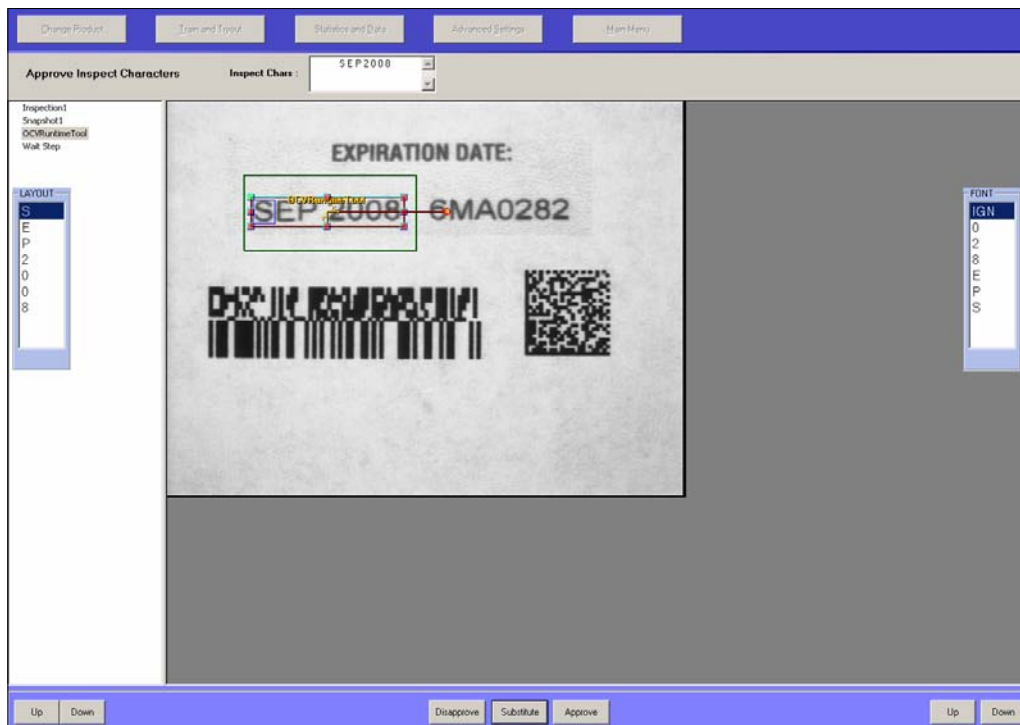 Change Product
Train and Tryout
Statistics and Data
Advanced Settings
Main Menu
Approve Inspect Characters
Inspect Chars :
SEP2008
Inspection1
Snapshot1
OCVRuntimeTool
Wait Step
LAYOUT
S
E
P
2
0
0
8
EXPIRATION DATE:
OCVRuntimeTool
SEP 2008 6MA0282
FONT
IGN
0
2
8
E
P
S
Up
Down
Disapprove
Substitute
Approve
Up
Down